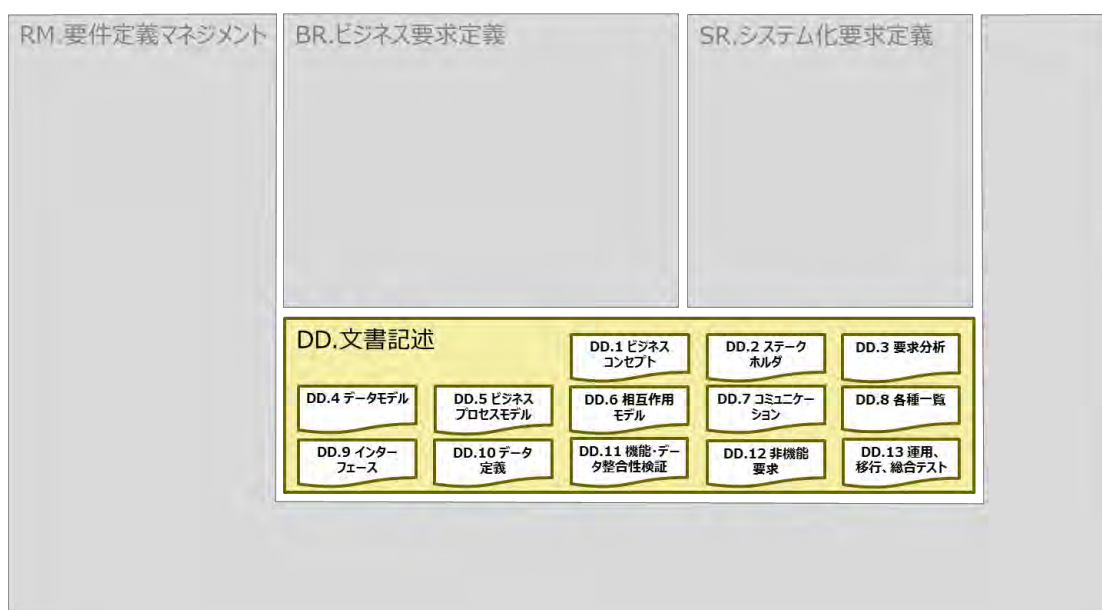 RM.要件定義マネジメント
BR.ビジネス要求定義
SR.システム化要求定義
DD.文書記述
DD.1 ビジネス
コンセプト
DD.2 ステーク
ホルダ
DD.3 要求分析
DD.4 データモデル
DD.5 ビジネス
プロセスモデル
DD.6 相互作用
モデル
DD.7 コミュニケー
ション
DD.8 各種一覧
DD.9 インター
フェース
DD.10 データ
定義
DD.11 機能・デー
タ整合性検証
DD.12 非機能
要求
DD.13 運用、
移行、総合テスト